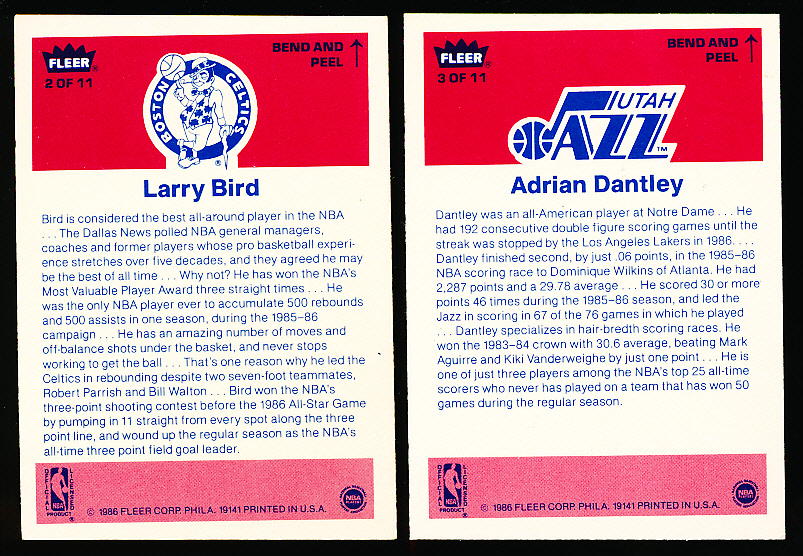 FLEER®
2 OF 11
BEND AND
PEEL
BOSTON CELTICS
®
Larry Bird
Bird is considered the best all-around player in the NBA
. . . The Dallas News polled NBA general managers,
coaches and former players whose pro basketball experi-
ence stretches over five decades, and they agreed he may
be the best of all time . . . Why not? He has won the NBA's
Most Valuable Player Award three straight times . . . He
was the only NBA player ever to accumulate 500 rebounds
and 500 assists in one season, during the 1985-86
campaign . . . He has an amazing number of moves and
off-balance shots under the basket, and never stops
working to get the ball . . . That's one reason why he led the
Celtics in rebounding despite two seven-foot teammates,
Robert Parrish and Bill Walton . . . Bird won the NBA's
three-point shooting contest before the 1986 All-Star Game
by pumping in 11 straight from every spot along the three
point line, and wound up the regular season as the NBA's
all-time three point field goal leader.
OFFICIAL LICENSED
NBA
PRODUCT ®
© 1986 FLEER CORP. PHILA. 19141 PRINTED IN U.S.A.
NBA
PLAYERS
FLEER®
3 OF 11
BEND AND
PEEL
UTAH
JAZZ
TM
Adrian Dantley
Dantley was an all-American player at Notre Dame . . . He
had 192 consecutive double figure scoring games until the
streak was stopped by the Los Angeles Lakers in 1986. . . .
Dantley finished second, by just .06 points, in the 1985-86
NBA scoring race to Dominique Wilkins of Atlanta. He had
2,287 points and a 29.78 average . . . He scored 30 or more
points 46 times during the 1985-86 season, and led the
Jazz in scoring in 67 of the 76 games in which he played
. . . Dantley specializes in hair-bredth scoring races. He
won the 1983-84 crown with 30.6 average, beating Mark
Aguirre and Kiki Vanderweighe by just one point . . . He is
one of just three players among the NBA's top 25 all-time
scorers who never has played on a team that has won 50
games during the regular season.
OFFICIAL LICENSED
NBA
PRODUCT ®
© 1986 FLEER CORP. PHILA. 19141 PRINTED IN U.S.A.
NBA
PLAYERS